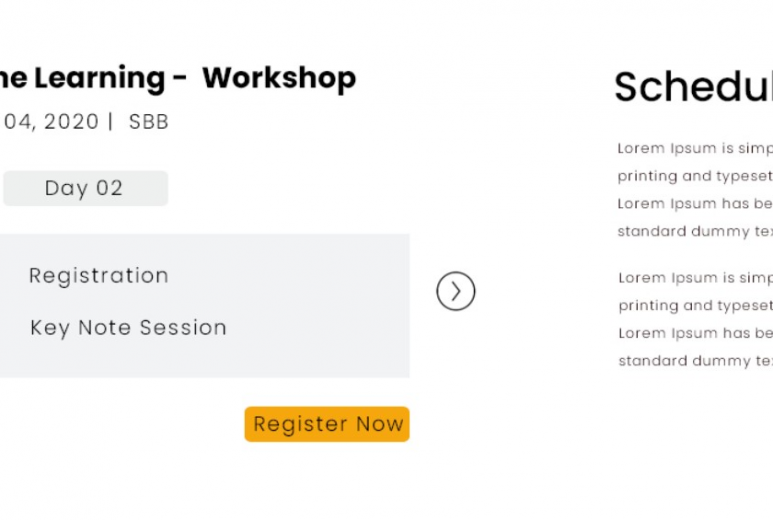 ne Learning - Workshop
04, 2020 | SBB
Day 02
Registration
Key Note Session
Register Now
Schedul
Lorem Ipsum is simp
printing and typeset
Lorem Ipsum has be
standard dummy tex
Lorem Ipsum is simp
printing and typeset
Lorem Ipsum has be
standard dummy tex